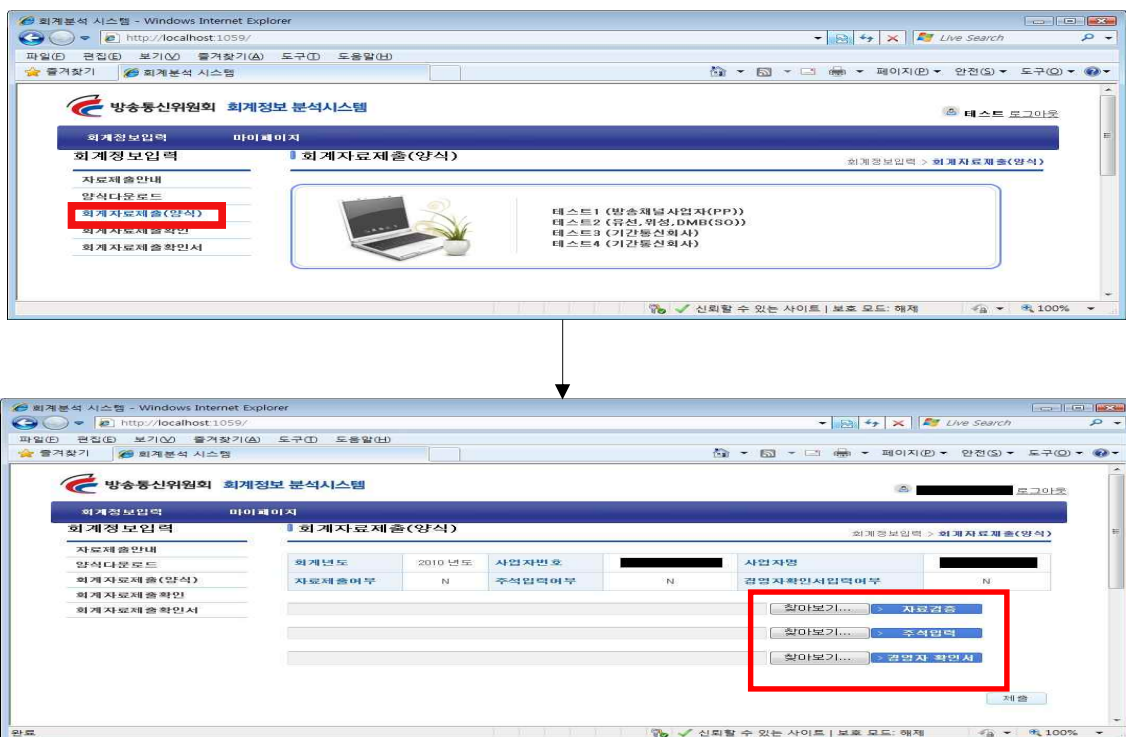 회계분석 시스템 - Windows Internet Explorer
http://localhost:1059/
Live Search
파일(F) 편집(E) 보기(V) 즐겨찾기(A) 도구(T) 도움말(H)
즐겨찾기 회계분석 시스템 페이지(P) 안전(S) 도구(O)
방송통신위원회 회계정보 분석시스템
테스트 로그아웃
회계정보입력 마이페이지
회계정보입력
회계자료제출(양식)
회계정보입력 > 회계자료제출(양식)
자료제출안내
양식다운로드
회계자료제출(양식)
회계자료제출확인
회계자료제출확인서
테스트1 (방송채널사업자(PP))
테스트2 (유선,위성,DMB(SO))
테스트3 (기간통신회사)
테스트4 (기간통신회사)
신뢰할 수 있는 사이트 | 보호 모드: 해제 100%
회계분석 시스템 - Windows Internet Explorer
http://localhost:1059/
Live Search
파일(F) 편집(E) 보기(V) 즐겨찾기(A) 도구(T) 도움말(H)
즐겨찾기 회계분석 시스템 페이지(P) 안전(S) 도구(O)
방송통신위원회 회계정보 분석시스템
로그아웃
회계정보입력 마이페이지
회계정보입력
회계자료제출(양식)
회계정보입력 > 회계자료제출(양식)
자료제출안내
양식다운로드
회계자료제출(양식)
회계자료제출확인
회계자료제출확인서
회계년도 2010 년도 사업자번호 사업자명
자료제출여부 N 주석입력여부 N 경영자확인서입력여부 N
찾아보기... > 자료검증
찾아보기... > 주석입력
찾아보기... > 경영자 확인서
제출
완료 신뢰할 수 있는 사이트 | 보호 모드: 해제 100%